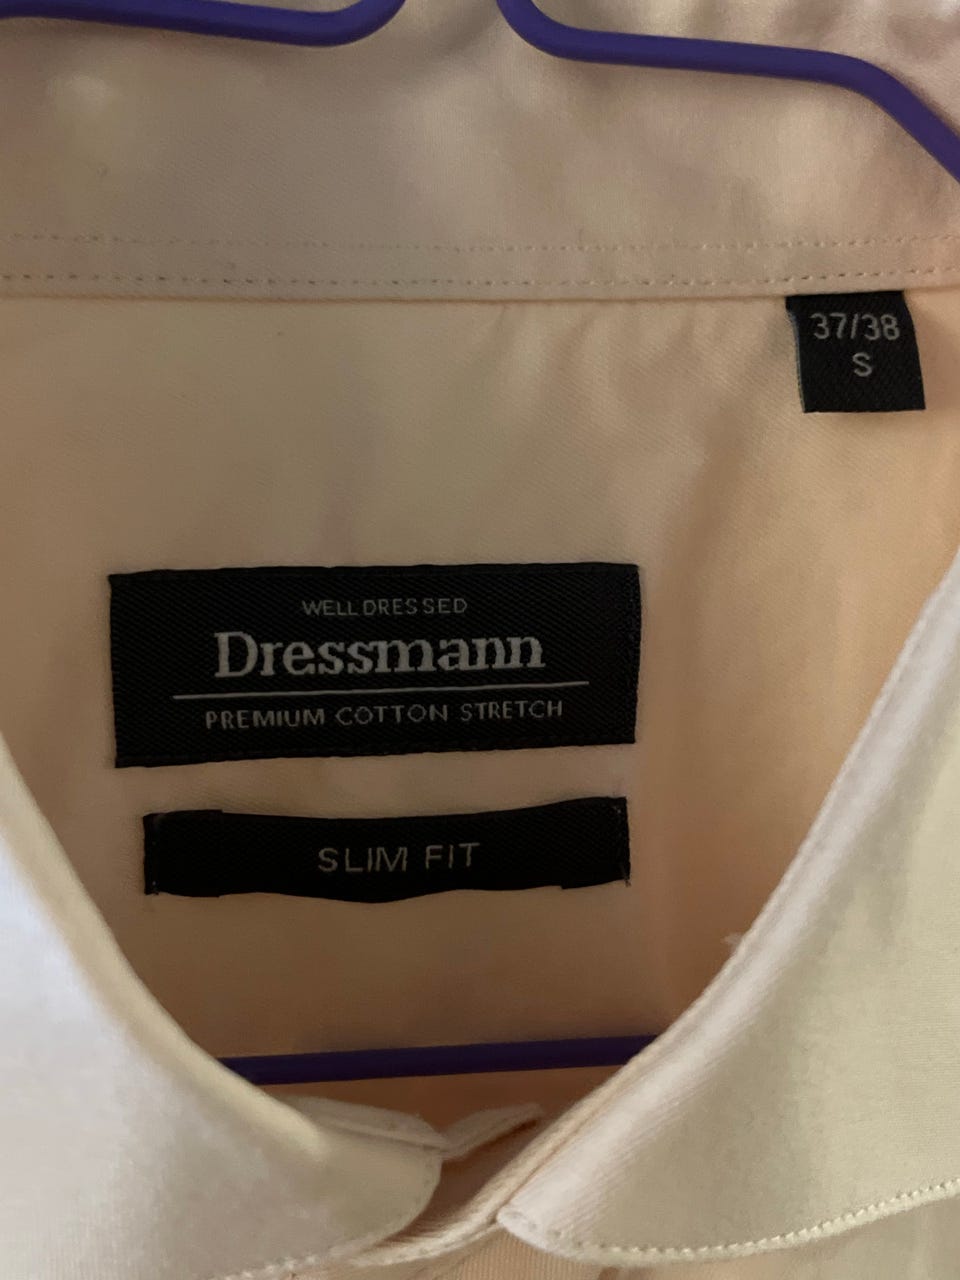 37/38
S
WELL DRESSED
Dressmann
PREMIUM COTTON STRETCH
SLIM FIT